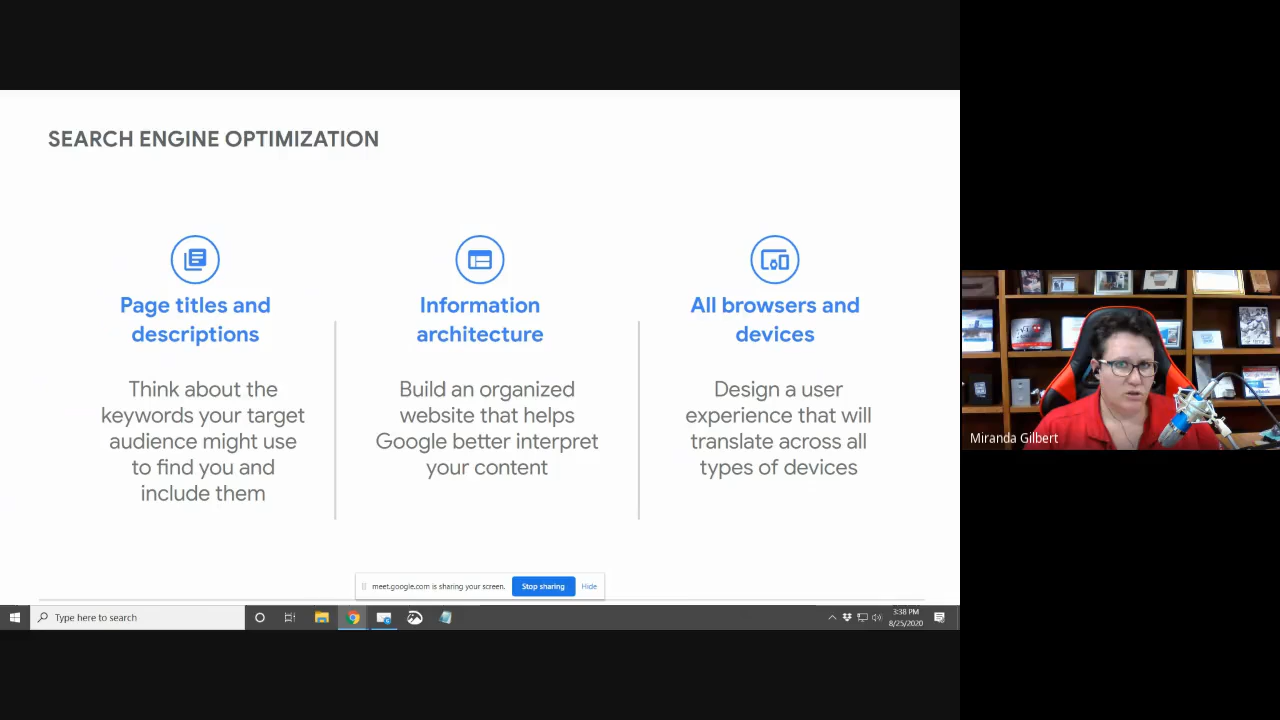 SEARCH ENGINE OPTIMIZATION
Page titles and
descriptions
Think about the
keywords your target
audience might use
to find you and
include them
Information
architecture
Build an organized
website that helps
Google better interpret
your content
All browsers and
devices
Design a user
experience that will
translate across all
types of devices
Miranda Gilbert
meet.google.com is sharing your screen.
Stop sharing
Hide
Type here to search
3:38 PM
8/25/2020